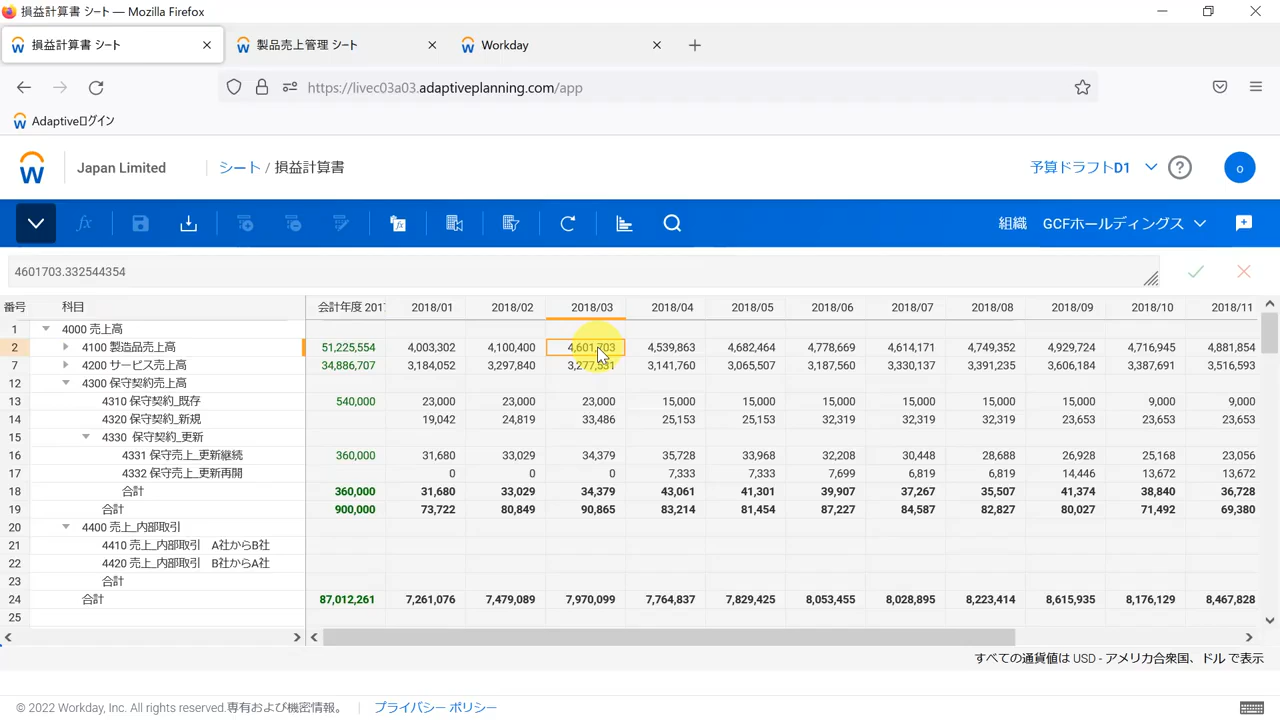 損益計算書 シート — Mozilla Firefox
損益計算書 シート
製品売上管理 シート
Workday
https://livec03a03.adaptiveplanning.com/app
Adaptiveログイン
Japan Limited
シート / 損益計算書
予算ドラフトD1
?
o
fx
組織 GCFホールディングス
4601703.332544354
番号 科目 会計年度 201 2018/01 2018/02 2018/03 2018/04 2018/05 2018/06 2018/07 2018/08 2018/09 2018/10 2018/11
1 4000 売上高
2 4100 製造品売上高 51,225,554 4,003,302 4,100,400 4,601,703 4,539,863 4,682,464 4,778,669 4,614,171 4,749,352 4,929,724 4,716,945 4,881,854
7 4200 サービス売上高 34,886,707 3,184,052 3,297,840 3,277,531 3,141,760 3,065,507 3,187,560 3,330,137 3,391,235 3,606,184 3,387,691 3,516,593
12 4300 保守契約売上高
13 4310 保守契約_既存 540,000 23,000 23,000 23,000 15,000 15,000 15,000 15,000 15,000 15,000 9,000 9,000
14 4320 保守契約_新規 19,042 24,819 33,486 25,153 25,153 32,319 32,319 32,319 23,653 23,653 23,653
15 4330 保守契約_更新
16 4331 保守売上_更新継続 360,000 31,680 33,029 34,379 35,728 33,968 32,208 30,448 28,688 26,928 25,168 23,056
17 4332 保守売上_更新再開 0 0 0 7,333 7,333 7,699 6,819 6,819 14,446 13,672 13,672
18 合計 360,000 31,680 33,029 34,379 43,061 41,301 39,907 37,267 35,507 41,374 38,840 36,728
19 合計 900,000 73,722 80,849 90,865 83,214 81,454 87,227 84,587 82,827 80,027 71,492 69,380
20 4400 売上_内部取引
21 4410 売上_内部取引 A社からB社
22 4420 売上_内部取引 B社からA社
23 合計
24 合計 87,012,261 7,261,076 7,479,089 7,970,099 7,764,837 7,829,425 8,053,455 8,028,895 8,223,414 8,615,935 8,176,129 8,467,828
25
すべての通貨値は USD - アメリカ合衆国、ドル で表示
© 2022 Workday, Inc. All rights reserved.専有および機密情報。
プライバシー ポリシー